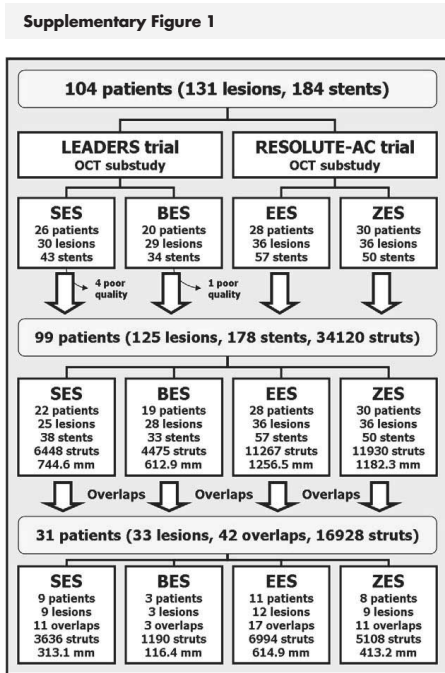 Supplementary Figure 1
104 patients (131 lesions, 184 stents)
LEADERS trial
OCT substudy
RESOLUTE-AC trial
OCT substudy
SES
26 patients
30 lesions
43 stents
BES
20 patients
29 lesions
34 stents
EES
28 patients
36 lesions
57 stents
ZES
30 patients
36 lesions
50 stents
4 poor
quality
1 poor
quality
99 patients (125 lesions, 178 stents, 34120 struts)
SES
22 patients
25 lesions
38 stents
6448 struts
744.6 mm
BES
19 patients
28 lesions
33 stents
4475 struts
612.9 mm
EES
28 patients
36 lesions
57 stents
11267 struts
1256.5 mm
ZES
30 patients
36 lesions
50 stents
11930 struts
1182.3 mm
Overlaps
Overlaps
Overlaps
31 patients (33 lesions, 42 overlaps, 16928 struts)
SES
9 patients
9 lesions
11 overlaps
3636 struts
313.1 mm
BES
3 patients
3 lesions
3 overlaps
1190 struts
116.4 mm
EES
11 patients
12 lesions
17 overlaps
6994 struts
614.9 mm
ZES
8 patients
9 lesions
11 overlaps
5108 struts
413.2 mm